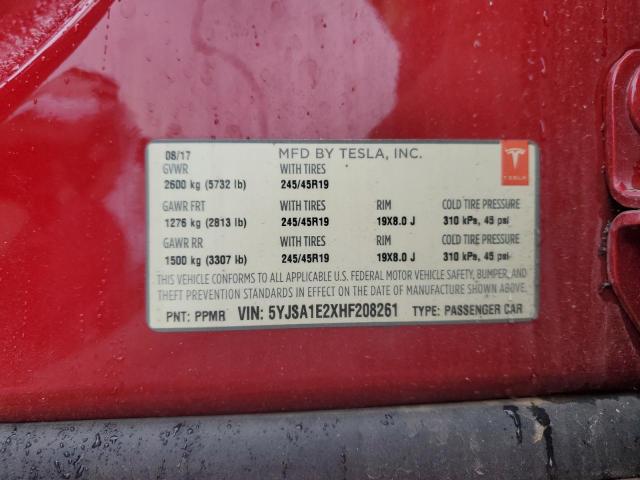 08/17 MFD BY TESLA, INC.
GVWR WITH TIRES
2600 kg (5732 lb) 245/45R19
GAWR FRT WITH TIRES RIM COLD TIRE PRESSURE
1276 kg (2813 lb) 245/45R19 19X8.0 J 310 kPa, 45 psi
GAWR RR WITH TIRES RIM COLD TIRE PRESSURE
1500 kg (3307 lb) 245/45R19 19X8.0 J 310 kPa, 45 psi
THIS VEHICLE CONFORMS TO ALL APPLICABLE U.S. FEDERAL MOTOR VEHICLE SAFETY, BUMPER, AND
THEFT PREVENTION STANDARDS IN EFFECT ON THE DATE OF MANUFACTURE SHOWN ABOVE.
PNT: PPMR VIN: 5YJSA1E2XHF208261 TYPE: PASSENGER CAR
TESLA